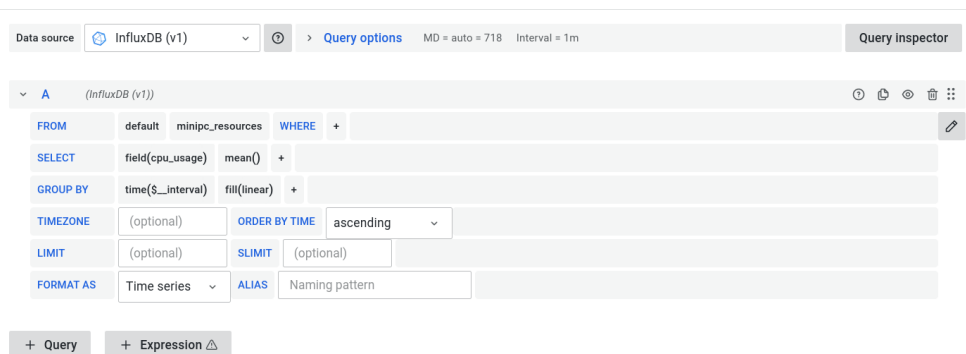 Data source InfluxDB (v1) Query options MD = auto = 718 Interval = 1m Query inspector
A (InfluxDB (v1))
FROM default minipc_resources WHERE +
SELECT field(cpu_usage) mean() +
GROUP BY time($__interval) fill(linear) +
TIMEZONE (optional) ORDER BY TIME ascending
LIMIT (optional) SLIMIT (optional)
FORMAT AS Time series ALIAS Naming pattern
+ Query + Expression